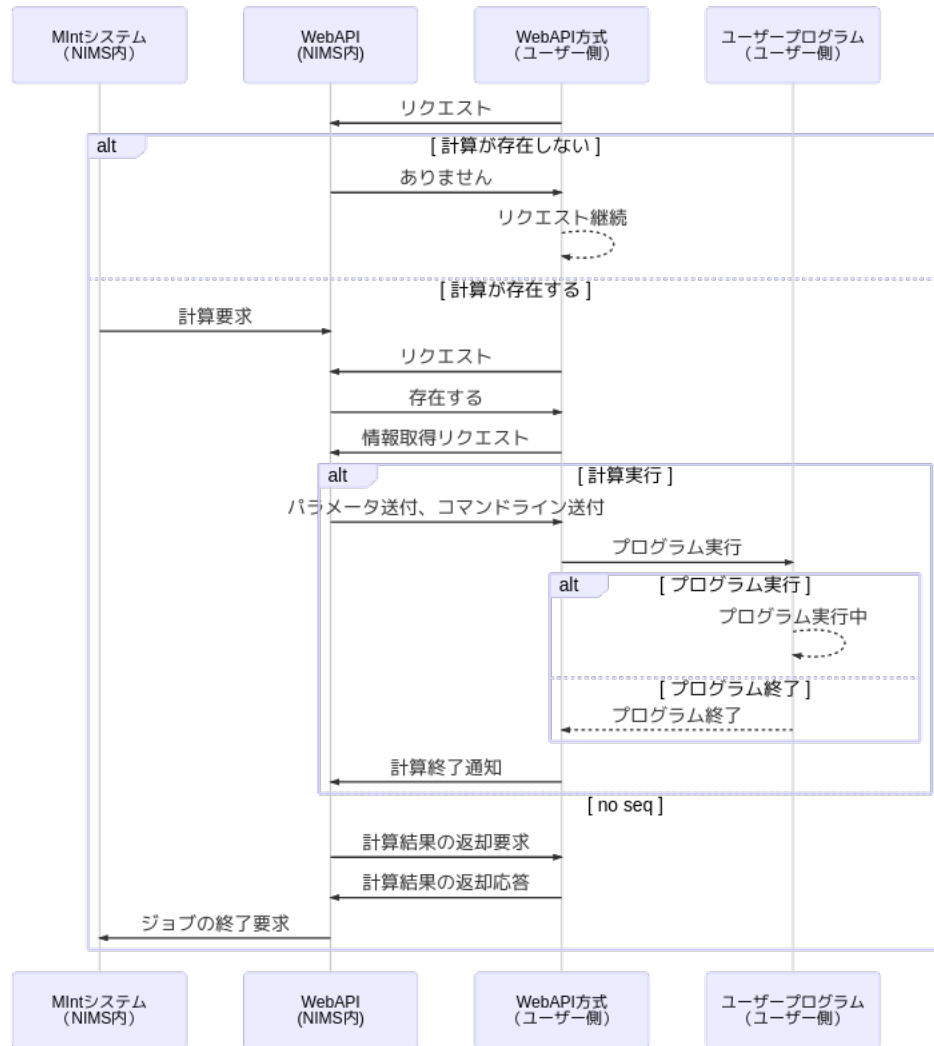 MIntシステム
（NIMS内）
WebAPI
(NIMS内)
WebAPI方式
（ユーザー側）
ユーザープログラム
（ユーザー側）
リクエスト
alt
[ 計算が存在しない ]
ありません
リクエスト継続
[ 計算が存在する ]
計算要求
リクエスト
存在する
情報取得リクエスト
alt
[ 計算実行 ]
パラメータ送付、コマンドライン送付
プログラム実行
alt
[ プログラム実行 ]
プログラム実行中
[ プログラム終了 ]
プログラム終了
計算終了通知
[ no seq ]
計算結果の返却要求
計算結果の返却応答
ジョブの終了要求
MIntシステム
（NIMS内）
WebAPI
(NIMS内)
WebAPI方式
（ユーザー側）
ユーザープログラム
（ユーザー側）